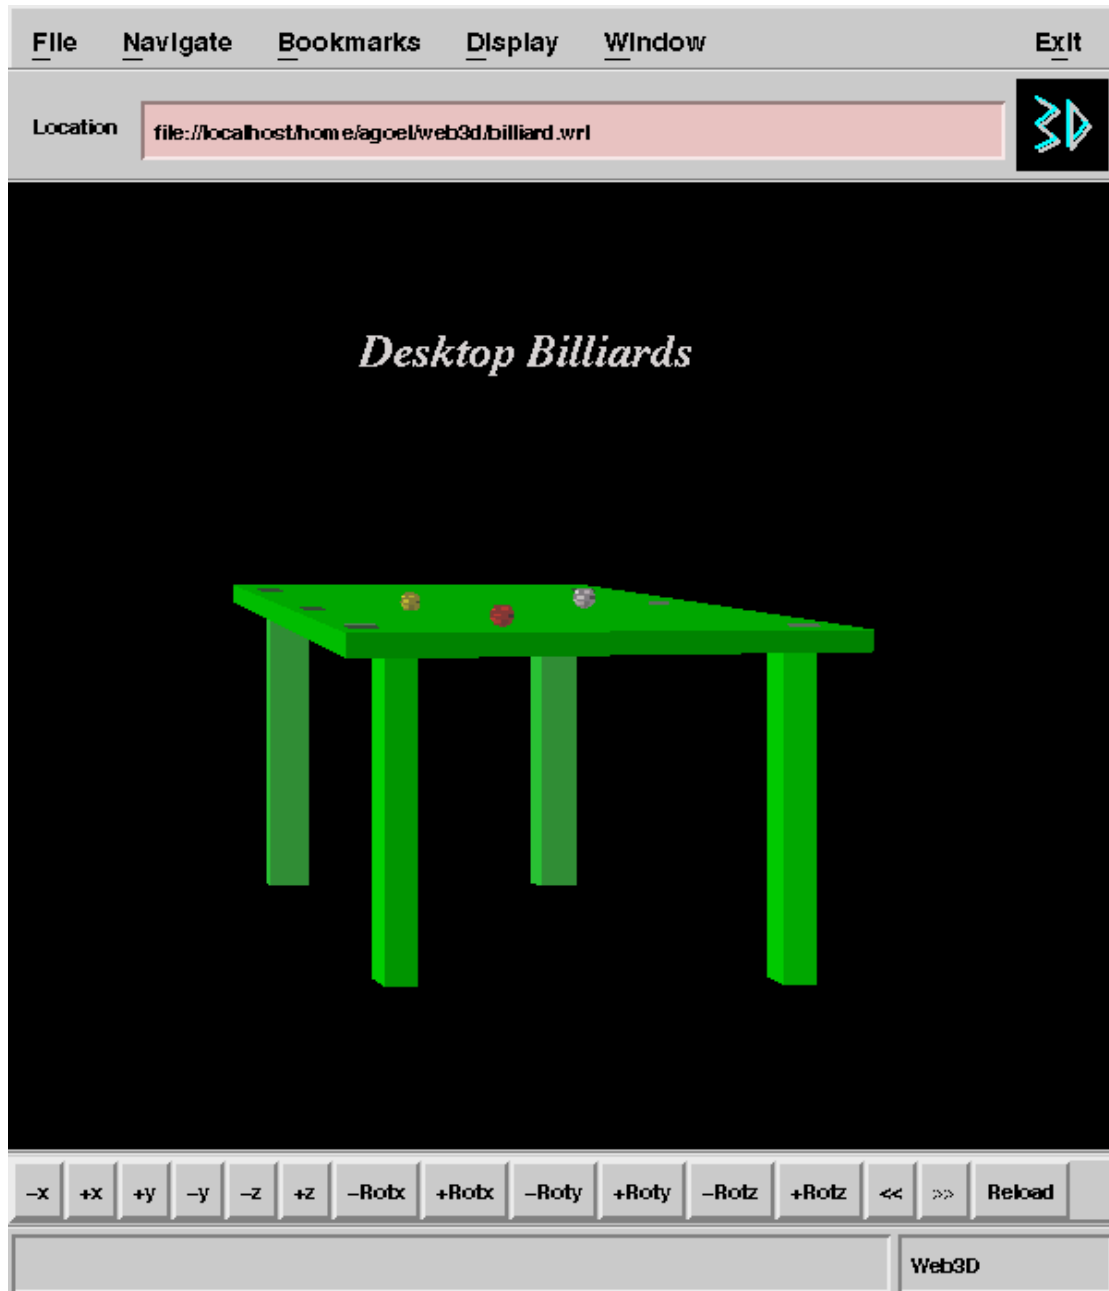 File Navigate Bookmarks Display Window Exit
Location file://localhost/home/agoel/web3d/billiard.wrl 3D
Desktop Billiards
-x +x +y -y -z +z -Rotx +Rotx -Roty +Roty -Rotz +Rotz << >> Reload
Web3D